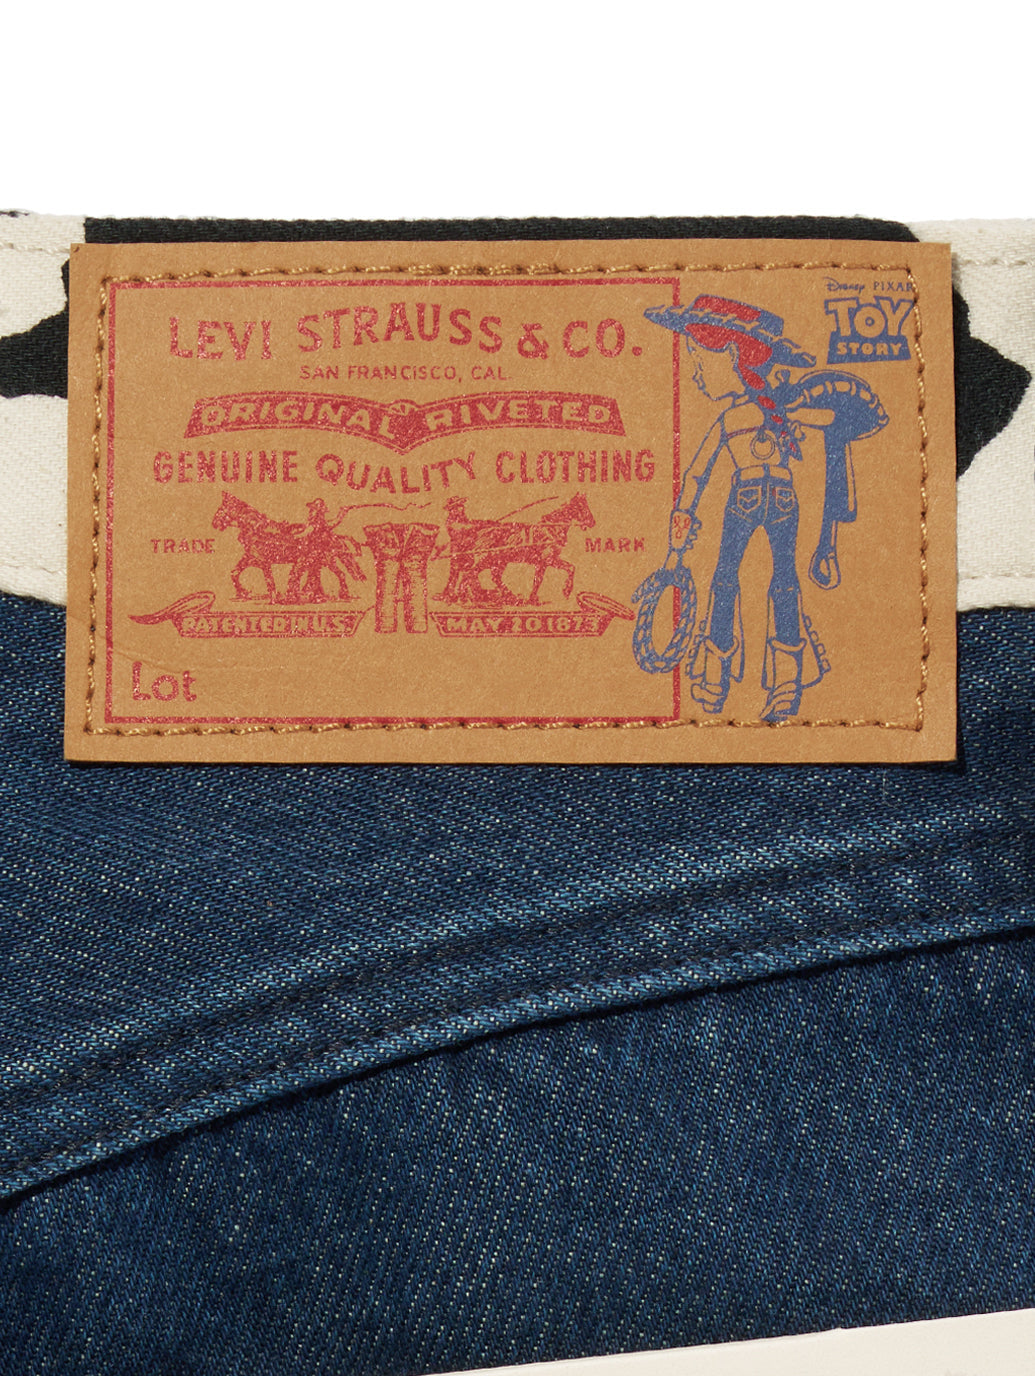 LEVI STRAUSS & CO.
SAN FRANCISCO, CAL.
ORIGINAL RIVETED
GENUINE QUALITY CLOTHING
TRADE MARK
PATENTED IN U.S. MAY 20 1873
Lot
Disney PIXAR
TOY
STORY